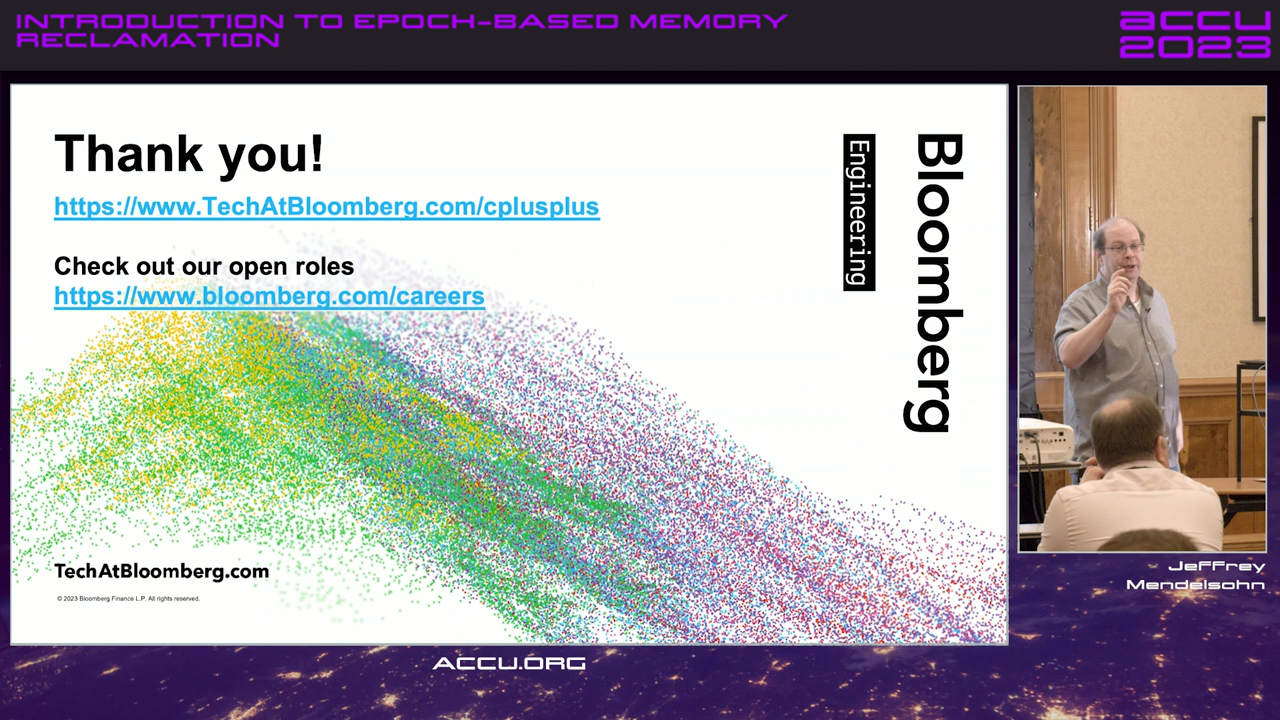 INTRODUCTION TO EPOCH-BASED MEMORY
RECLAMATION
accu
2023
Thank you!
https://www.TechAtBloomberg.com/cplusplus
Check out our open roles
https://www.bloomberg.com/careers
Engineering
Bloomberg
TechAtBloomberg.com
© 2023 Bloomberg Finance L.P. All rights reserved.
Jeffrey
Mendelsohn
ACCU.ORG